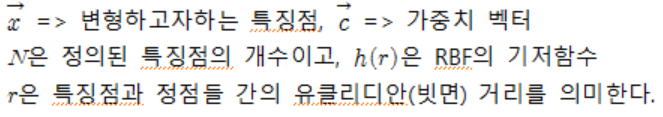 x⃗ => 변형하고자하는 특징점, c⃗ => 가중치 벡터
N은 정의된 특징점의 개수이고, h(r)은 RBF의 기저함수
r은 특징점과 정점들 간의 유클리디안(빗면) 거리를 의미한다.